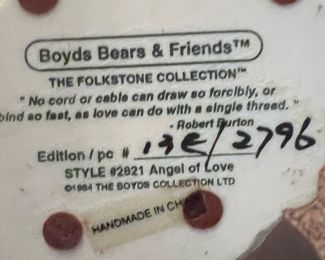 Boyds Bears & Friends™
THE FOLKSTONE COLLECTION™
" No cord or cable can draw so forcibly, or
bind so fast, as love can do with a single thread. "
- Robert Burton
Edition / pc # 13E/2796
STYLE #2821 Angel of Love
©1994 THE BOYDS COLLECTION LTD
HANDMADE IN CHINA